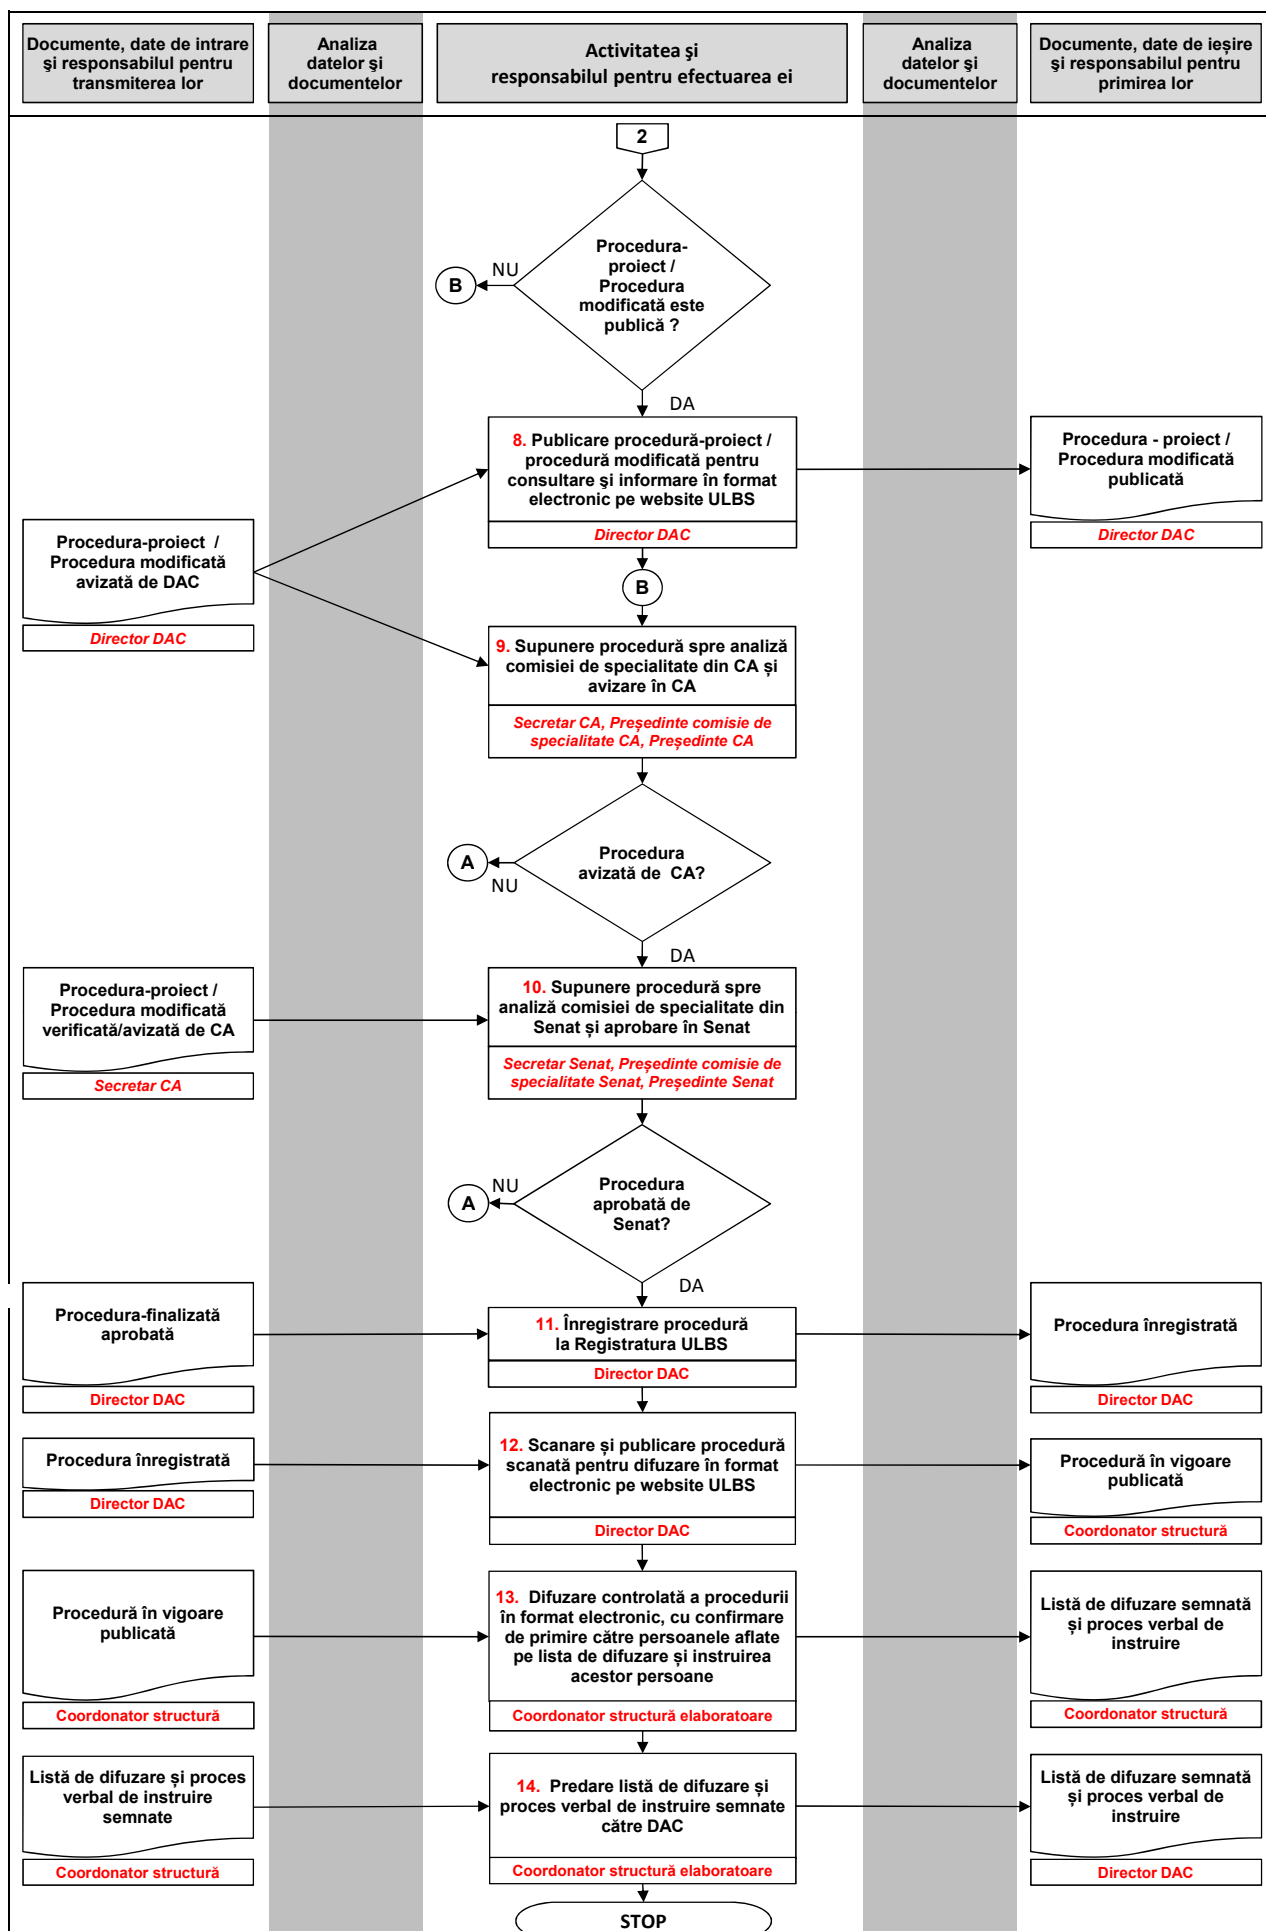 Documente, date de intrare
şi responsabilul pentru
transmiterea lor
Analiza
datelor şi
documentelor
Activitatea şi
responsabilul pentru efectuarea ei
Analiza
datelor şi
documentelor
Documente, date de ieșire
şi responsabilul pentru
primirea lor
2
Procedura-
proiect /
Procedura
modificată este
publică ?
NU
B
DA
8. Publicare procedură-proiect /
procedură modificată pentru
consultare şi informare în format
electronic pe website ULBS
Director DAC
Procedura - proiect /
Procedura modificată
publicată
Director DAC
Procedura-proiect /
Procedura modificată
avizată de DAC
Director DAC
B
9. Supunere procedură spre analiză
comisiei de specialitate din CA și
avizare în CA
Secretar CA, Președinte comisie de
specialitate CA, Președinte CA
Procedura
avizată de CA?
A
NU
DA
Procedura-proiect /
Procedura modificată
verificată/avizată de CA
Secretar CA
10. Supunere procedură spre
analiză comisiei de specialitate din
Senat și aprobare în Senat
Secretar Senat, Președinte comisie de
specialitate Senat, Președinte Senat
Procedura
aprobată de
Senat?
NU
A
DA
Procedura-finalizată
aprobată
Director DAC
11. Înregistrare procedură
la Registratura ULBS
Director DAC
Procedura înregistrată
Director DAC
Procedura înregistrată
Director DAC
12. Scanare și publicare procedură
scanată pentru difuzare în format
electronic pe website ULBS
Director DAC
Procedură în vigoare
publicată
Coordonator structură
Procedură în vigoare
publicată
Coordonator structură
13. Difuzare controlată a procedurii
în format electronic, cu confirmare
de primire către persoanele aflate
pe lista de difuzare și instruirea
acestor persoane
Coordonator structură elaboratoare
Listă de difuzare semnată
și proces verbal de
instruire
Coordonator structură
Listă de difuzare și proces
verbal de instruire
semnate
Coordonator structură
14. Predare listă de difuzare și
proces verbal de instruire semnate
către DAC
Coordonator structură elaboratoare
Listă de difuzare semnată
și proces verbal de
instruire
Director DAC
STOP